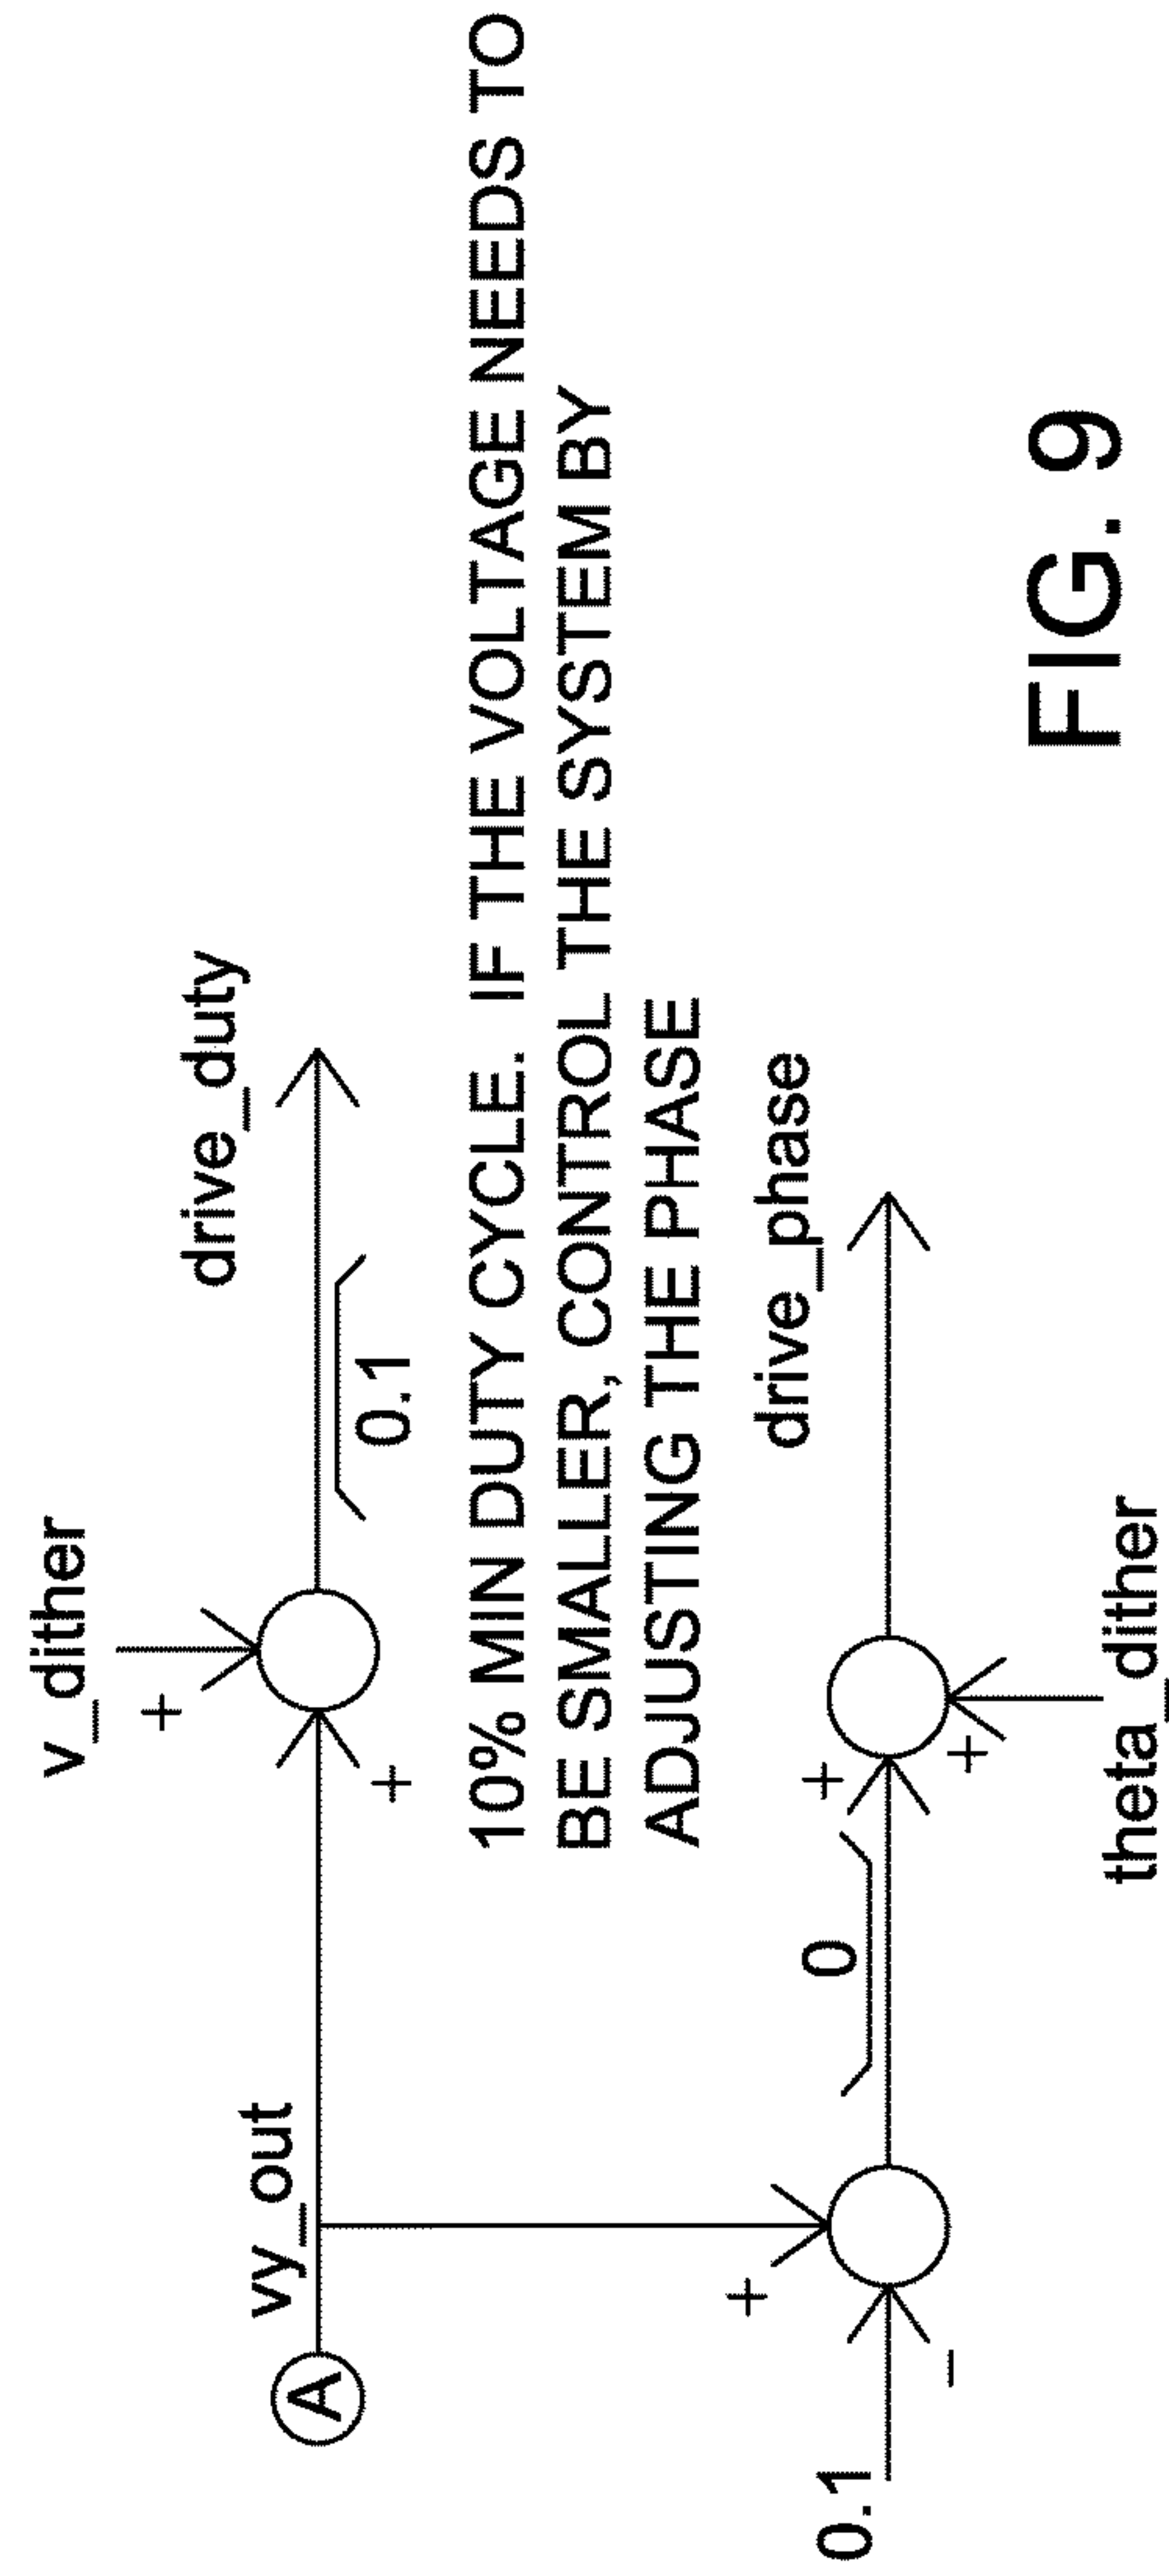 v_dither
+
drive_duty
vy_out
A
+
0.1
10% MIN DUTY CYCLE. IF THE VOLTAGE NEEDS TO
BE SMALLER, CONTROL THE SYSTEM BY
ADJUSTING THE PHASE
+
0
+
drive_phase
0.1
−
+
theta_dither
FIG. 9